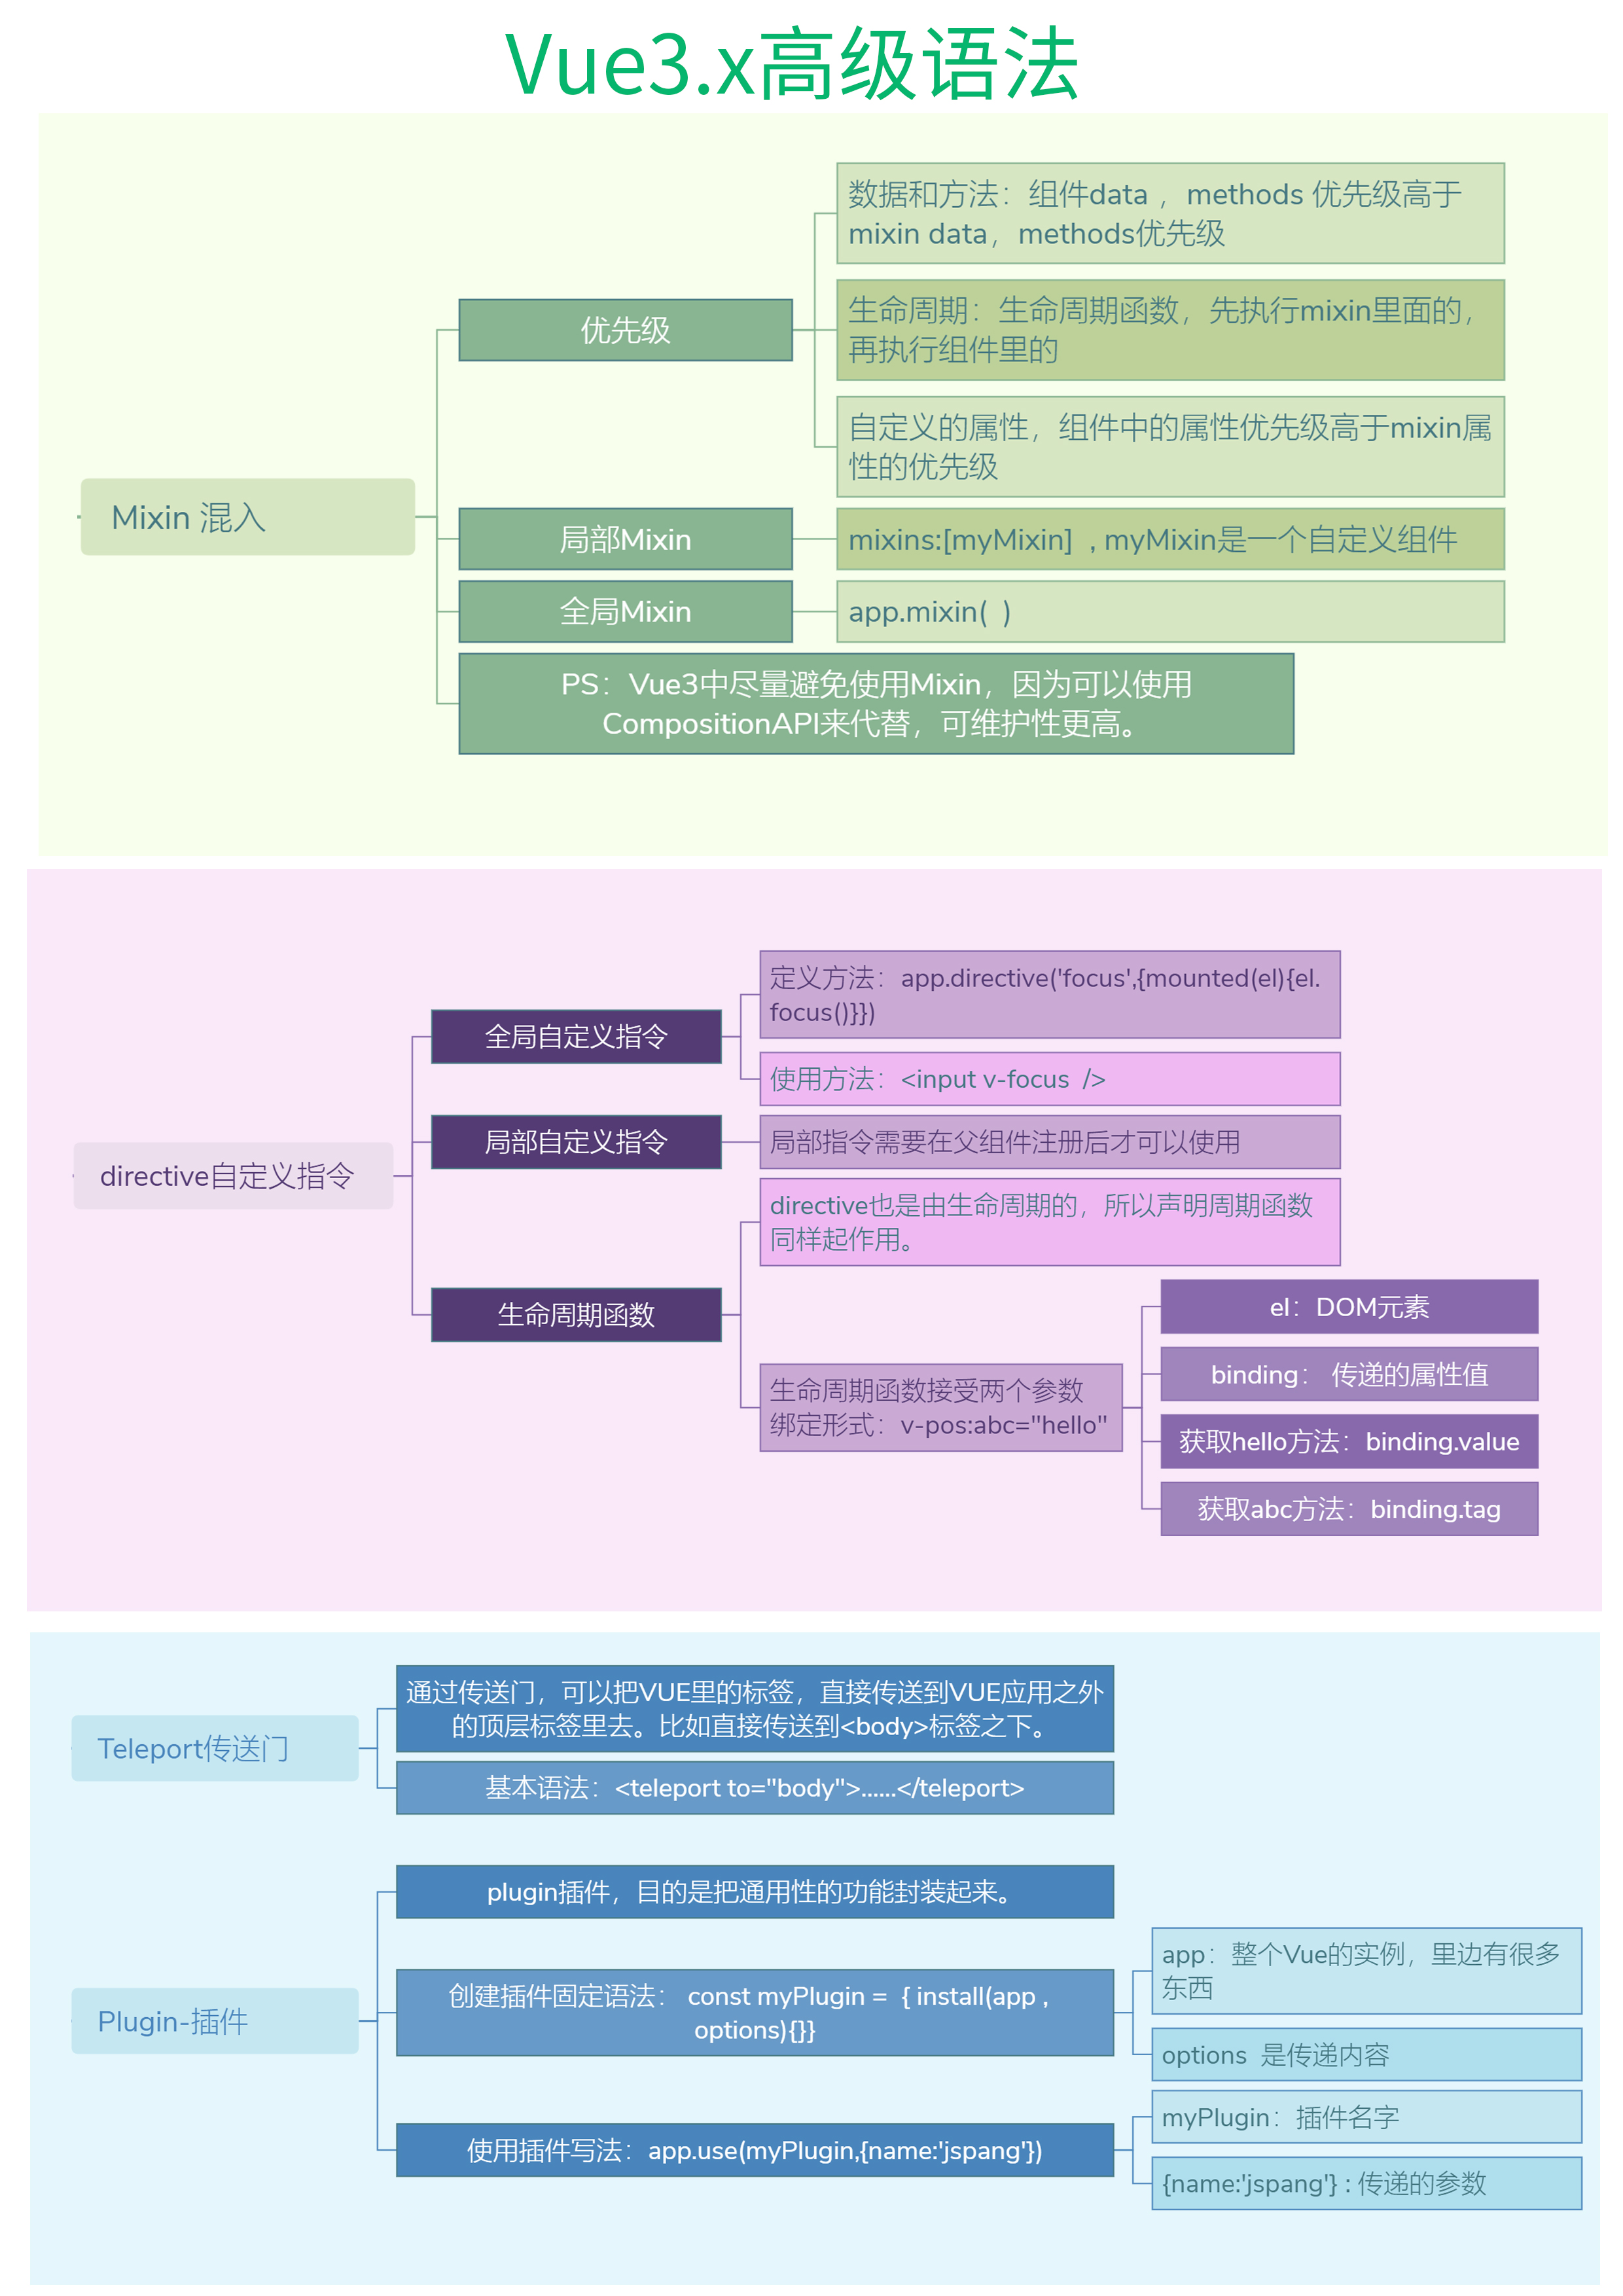 Vue3.x高级语法
数据和方法：组件data ，methods 优先级高于
mixin data，methods优先级
优先级
生命周期：生命周期函数，先执行mixin里面的，
再执行组件里的
自定义的属性，组件中的属性优先级高于mixin属
性的优先级
Mixin 混入
局部Mixin
mixins:[myMixin] , myMixin是一个自定义组件
全局Mixin
app.mixin( )
PS：Vue3中尽量避免使用Mixin，因为可以使用
CompositionAPI来代替，可维护性更高。
定义方法：app.directive('focus',{mounted(el){el.
focus()}})
全局自定义指令
使用方法：<input v-focus />
局部自定义指令
局部指令需要在父组件注册后才可以使用
directive自定义指令
directive也是由生命周期的，所以声明周期函数
同样起作用。
生命周期函数
生命周期函数接受两个参数
绑定形式：v-pos:abc="hello"
el：DOM元素
binding： 传递的属性值
获取hello方法：binding.value
获取abc方法：binding.tag
通过传送门，可以把VUE里的标签，直接传送到VUE应用之外
的顶层标签里去。比如直接传送到<body>标签之下。
Teleport传送门
基本语法：<teleport to="body">......</teleport>
plugin插件，目的是把通用性的功能封装起来。
Plugin-插件
创建插件固定语法： const myPlugin = { install(app ,
options){}}
app：整个Vue的实例，里边有很多
东西
options 是传递内容
使用插件写法：app.use(myPlugin,{name:'jspang'})
myPlugin：插件名字
{name:'jspang'} : 传递的参数